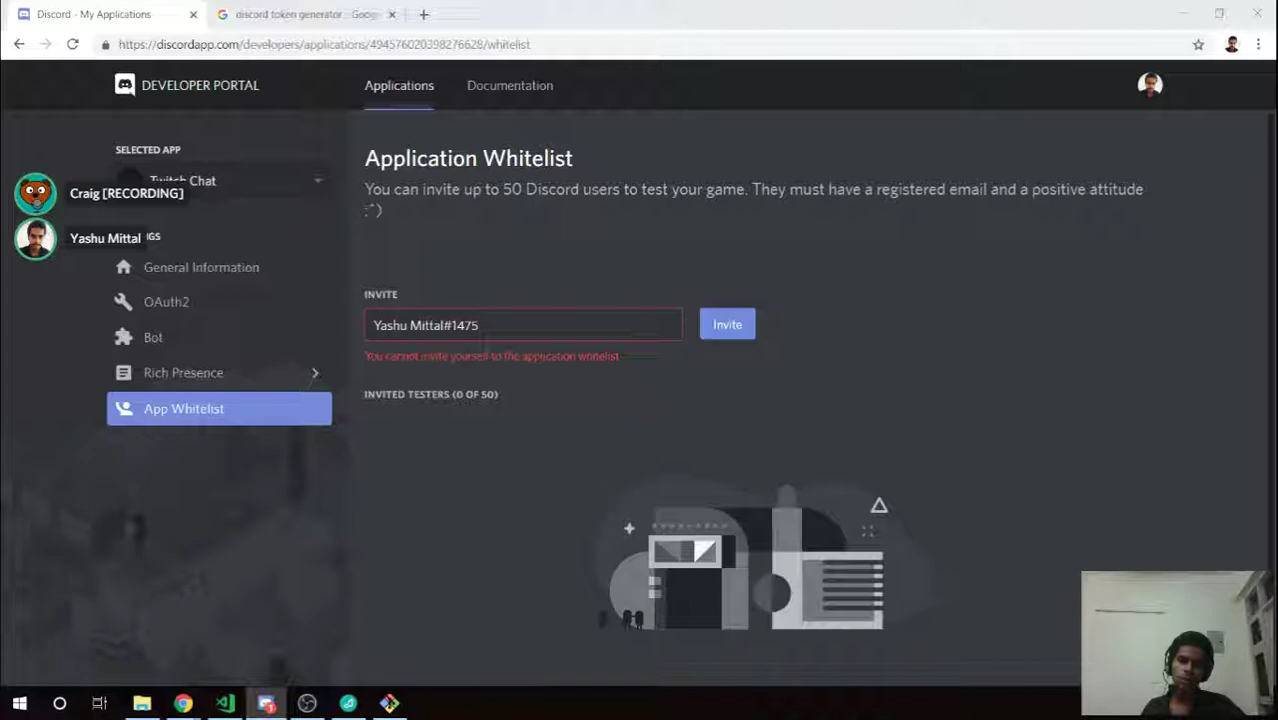 Discord - My Applications
discord token generator - Goog
https://discordapp.com/developers/applications/494576020398276628/whitelist
DEVELOPER PORTAL
Applications
Documentation
SELECTED APP
Twitch Chat
Craig [RECORDING]
Yashu Mittal
GS
General Information
OAuth2
Bot
Rich Presence
App Whitelist
Application Whitelist
You can invite up to 50 Discord users to test your game. They must have a registered email and a positive attitude
:^)
INVITE
Yashu Mittal#1475
Invite
You cannot invite yourself to the application whitelist
INVITED TESTERS (0 OF 50)